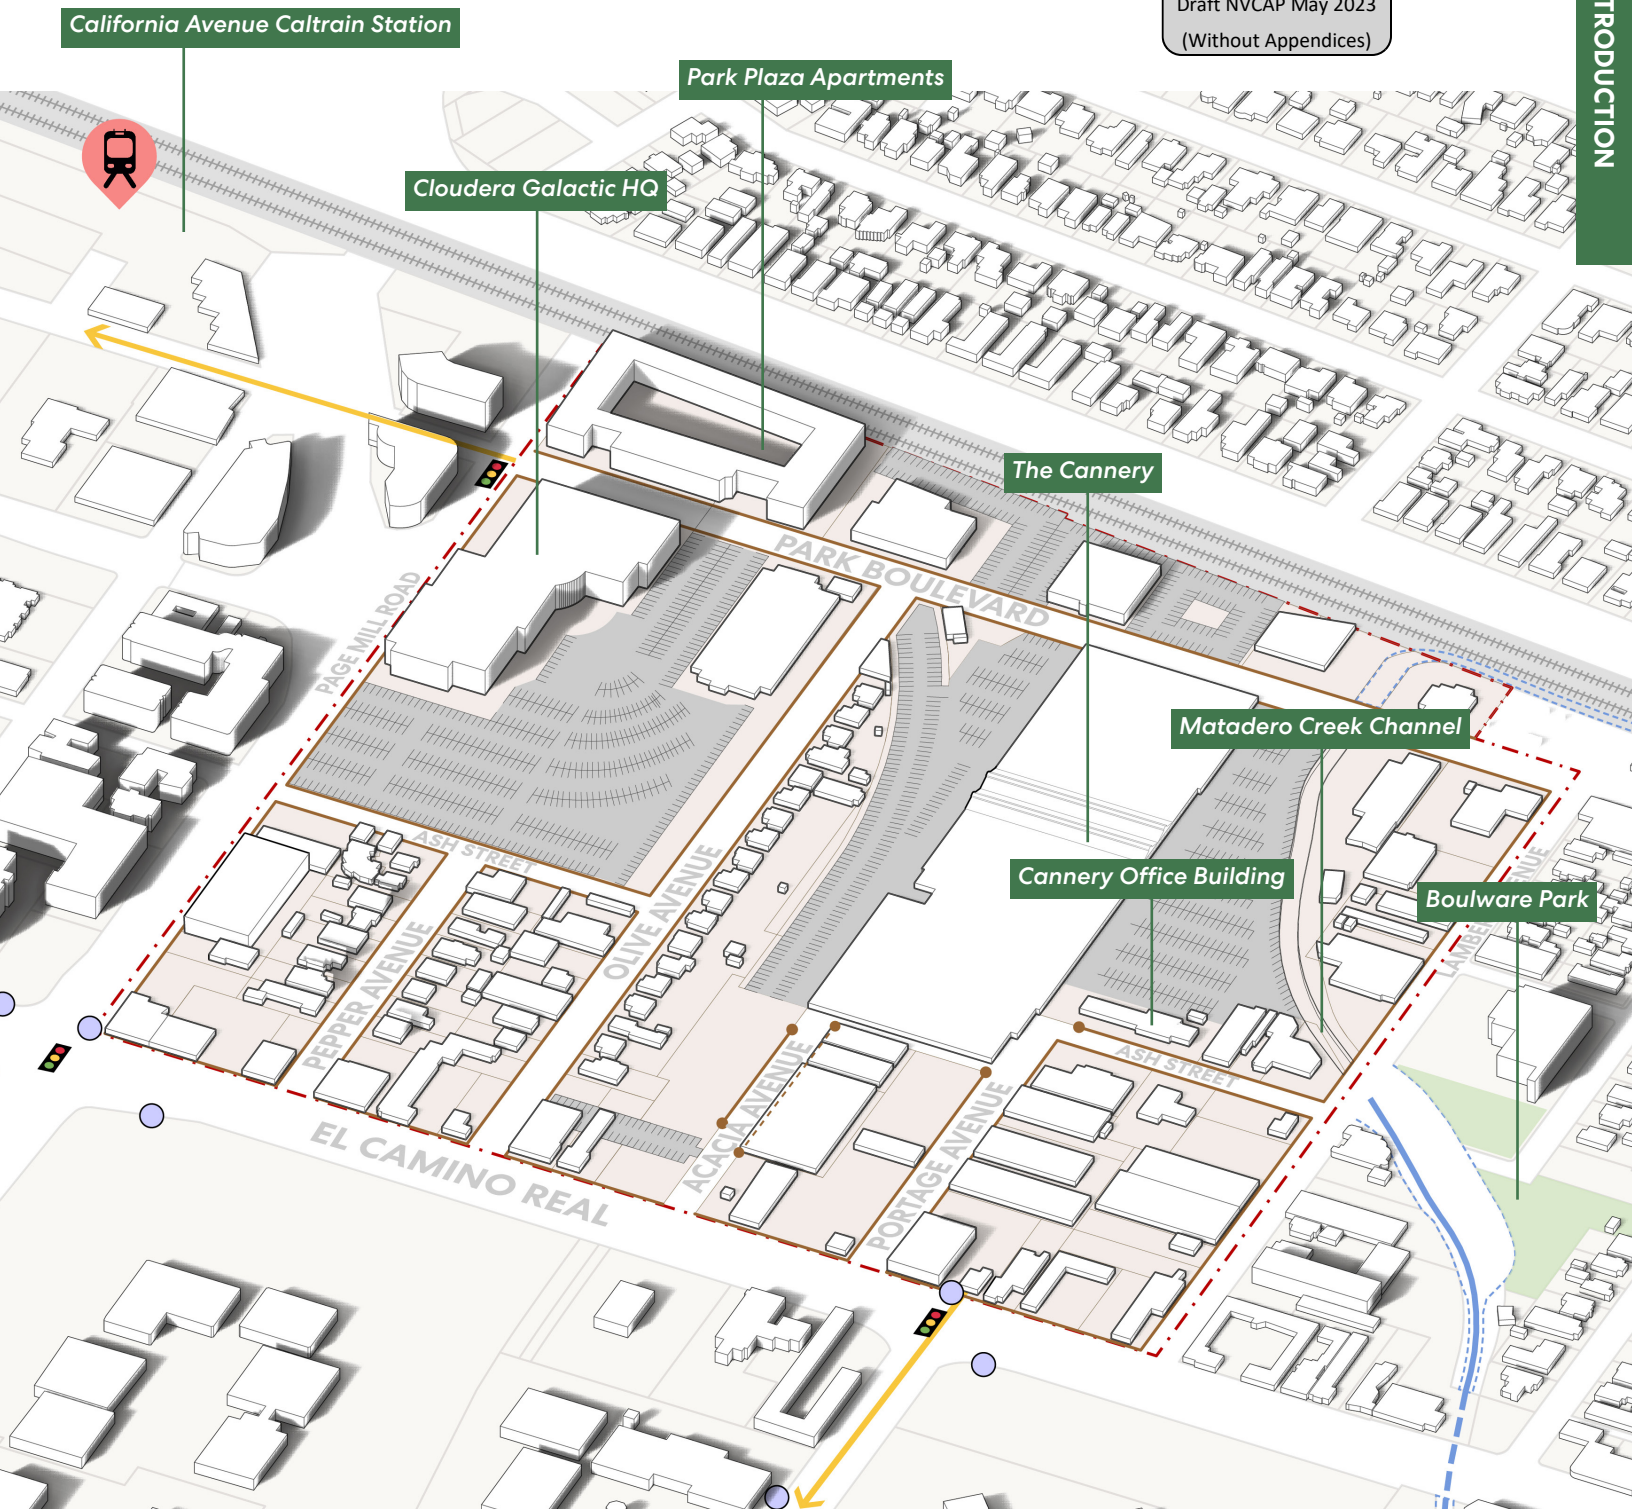 Draft NVCAP May 2023
(Without Appendices)
California Avenue Caltrain Station
Park Plaza Apartments
Cloudera Galactic HQ
The Cannery
PARK BOULEVARD
PAGE MILL ROAD
Matadero Creek Channel
ASH STREET
OLIVE AVENUE
Cannery Office Building
Boulware Park
PEPPER AVENUE
ACACIA AVENUE
ASH STREET
PORTAGE AVENUE
EL CAMINO REAL